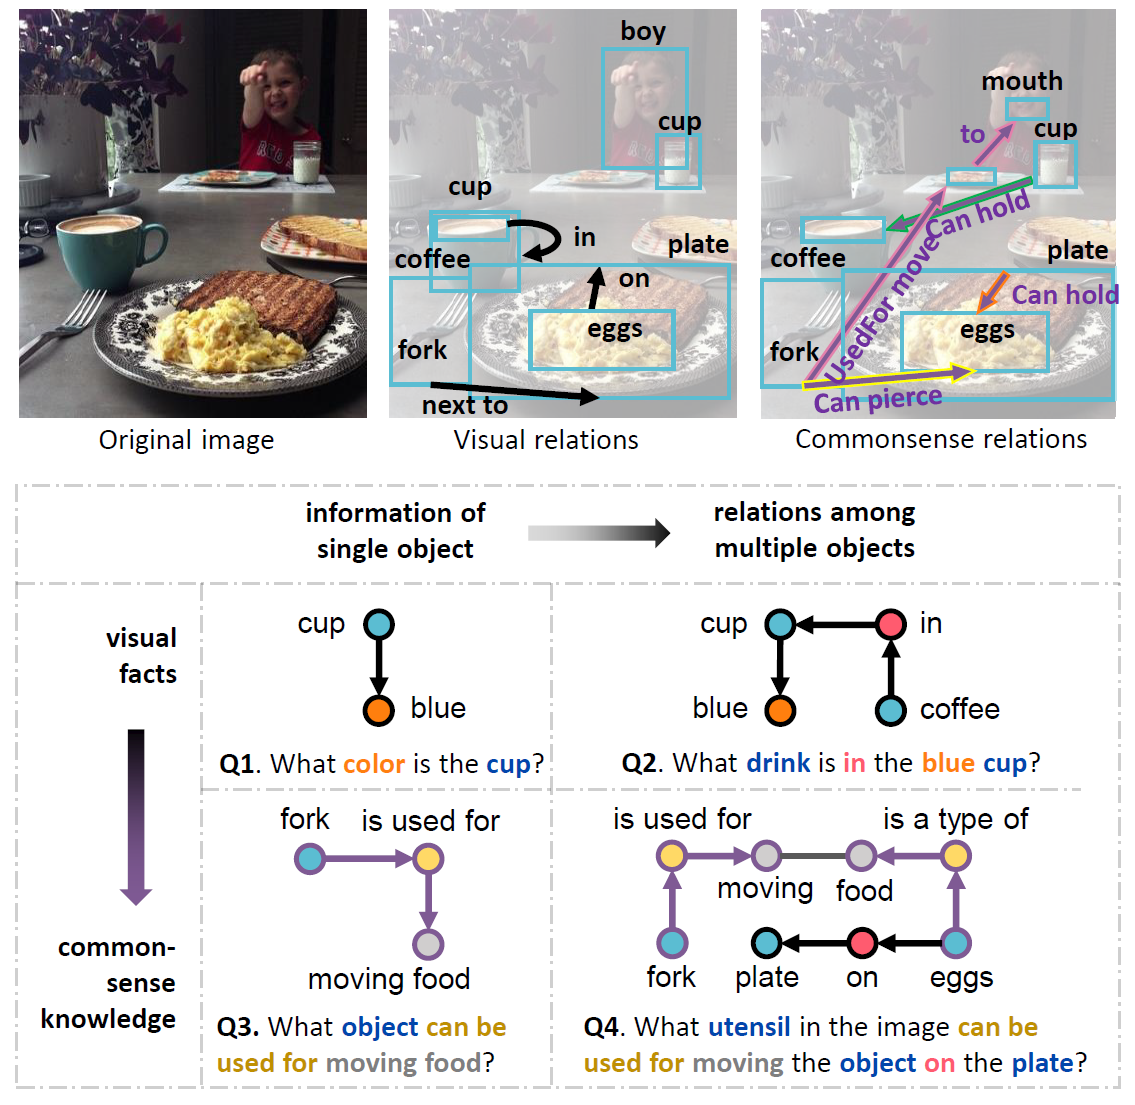 boy
cup
cup
in
coffee
plate
on
eggs
fork
next to
mouth
to
cup
Can hold
coffee
plate
UsedFor move
Can hold
eggs
fork
Can pierce
RED S
Original image
Visual relations
Commonsense relations
information of
single object
relations among
multiple objects
visual
facts
cup
blue
Q1. What color is the cup?
cup
in
blue
coffee
Q2. What drink is in the blue cup?
common-
sense
knowledge
fork
is used for
moving food
Q3. What object can be
used for moving food?
is used for
is a type of
moving
food
fork
plate
on
eggs
Q4. What utensil in the image can be
used for moving the object on the plate?